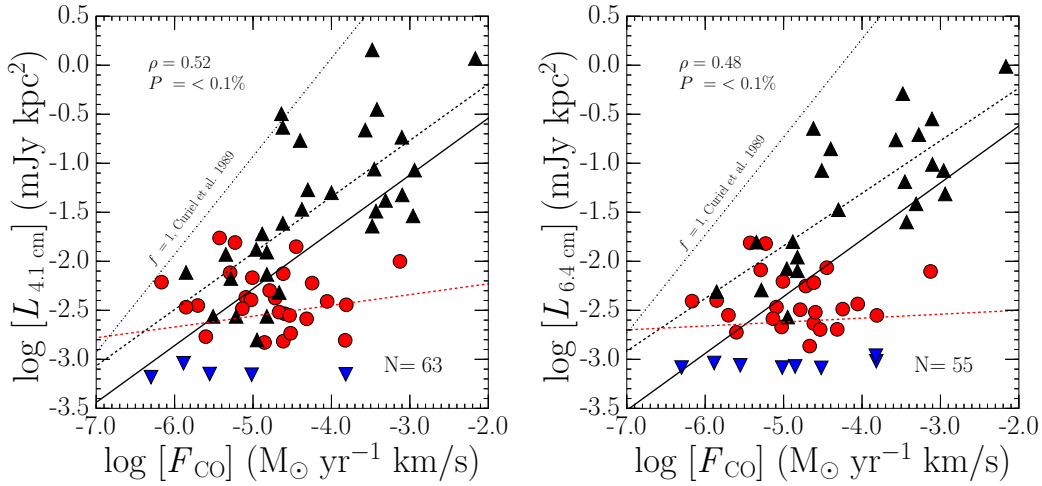 0.5
0.0
-0.5
-1.0
-1.5
-2.0
-2.5
-3.0
-3.5
log [L4.1 cm] (mJy kpc²)
ρ = 0.52
P = < 0.1%
f = 1, Curiel et al. 1989
N= 63
-7.0 -6.0 -5.0 -4.0 -3.0 -2.0
log [FCO] (M⊙ yr⁻¹ km/s)
0.5
0.0
-0.5
-1.0
-1.5
-2.0
-2.5
-3.0
-3.5
log [L6.4 cm] (mJy kpc²)
ρ = 0.48
P = < 0.1%
f = 1, Curiel et al. 1989
N= 55
-7.0 -6.0 -5.0 -4.0 -3.0 -2.0
log [FCO] (M⊙ yr⁻¹ km/s)